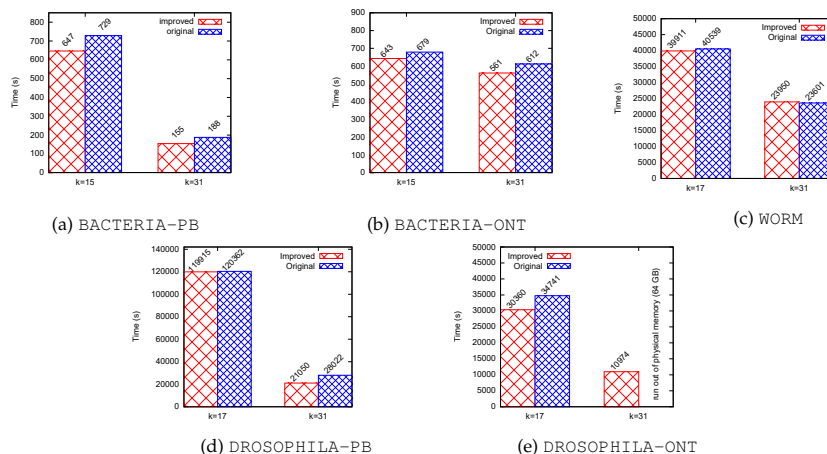 improved
original
Time (s)
800
700
600
500
400
300
200
100
0
647
729
155
188
k=15
k=31
(a) BACTERIA-PB
Improved
Original
Time (s)
900
800
700
600
500
400
300
200
100
0
643
679
561
612
k=15
k=31
(b) BACTERIA-ONT
Improved
Original
Time (s)
50000
45000
40000
35000
30000
25000
20000
15000
10000
5000
0
39911
40539
23950
23601
k=17
k=31
(c) WORM
Improved
Original
Time (s)
140000
120000
100000
80000
60000
40000
20000
0
119915
120362
21050
28022
k=17
k=31
(d) DROSOPHILA-PB
Improved
Original
Time (s)
50000
45000
40000
35000
30000
25000
20000
15000
10000
5000
0
30360
34741
10974
run out of physical memory (64 GB)
k=17
k=31
(e) DROSOPHILA-ONT